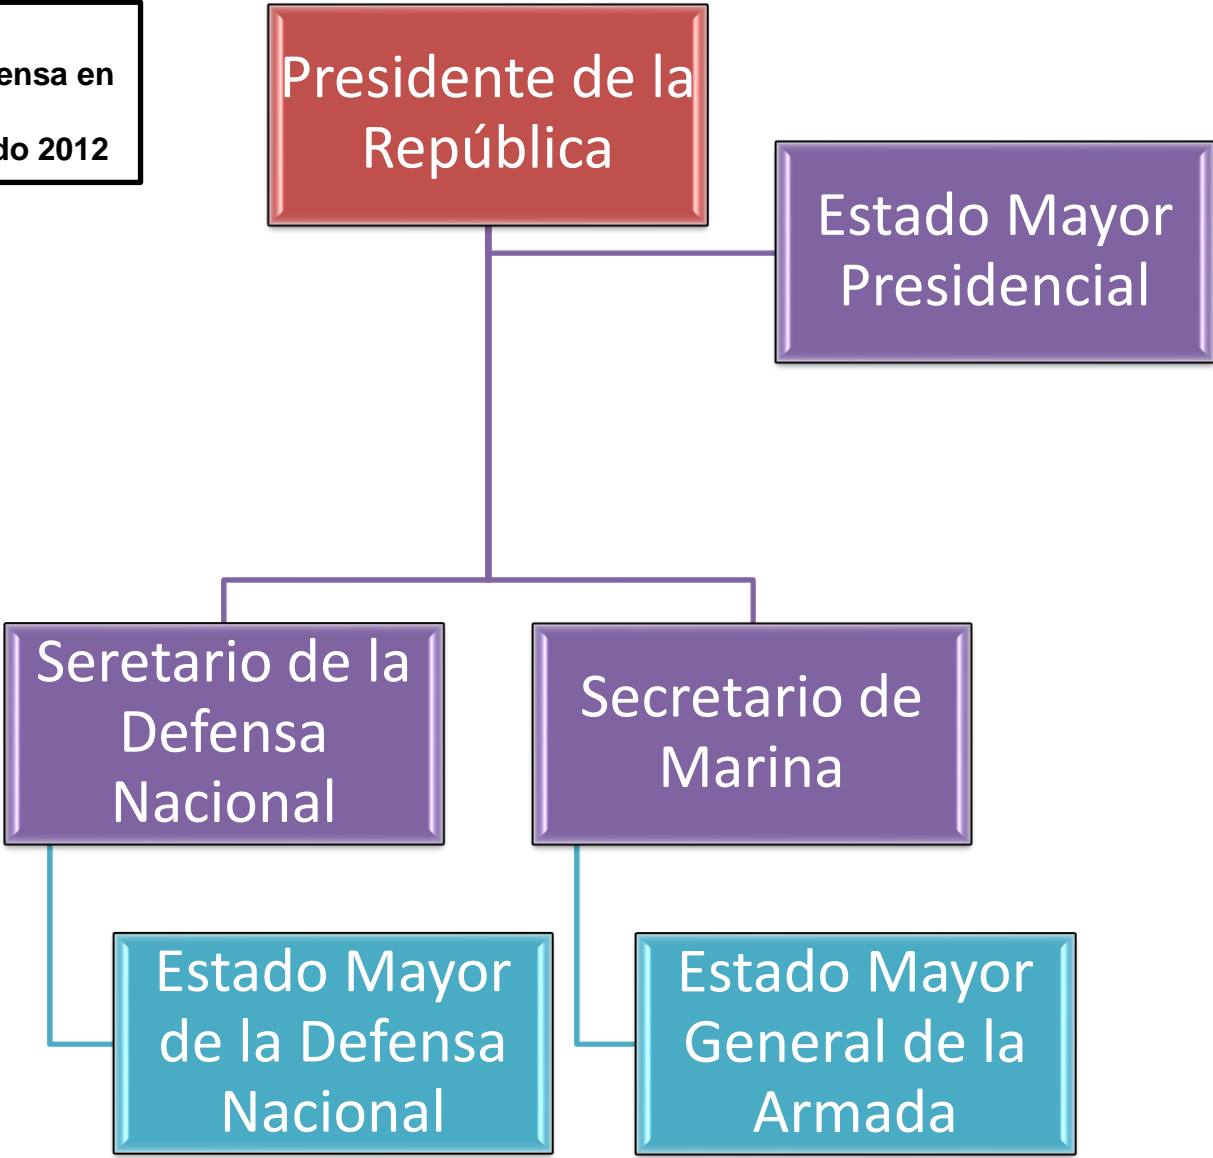 ensa en
do 2012
Presidente de la
República
Estado Mayor
Presidencial
Seretario de la
Defensa
Nacional
Secretario de
Marina
Estado Mayor
de la Defensa
Nacional
Estado Mayor
General de la
Armada